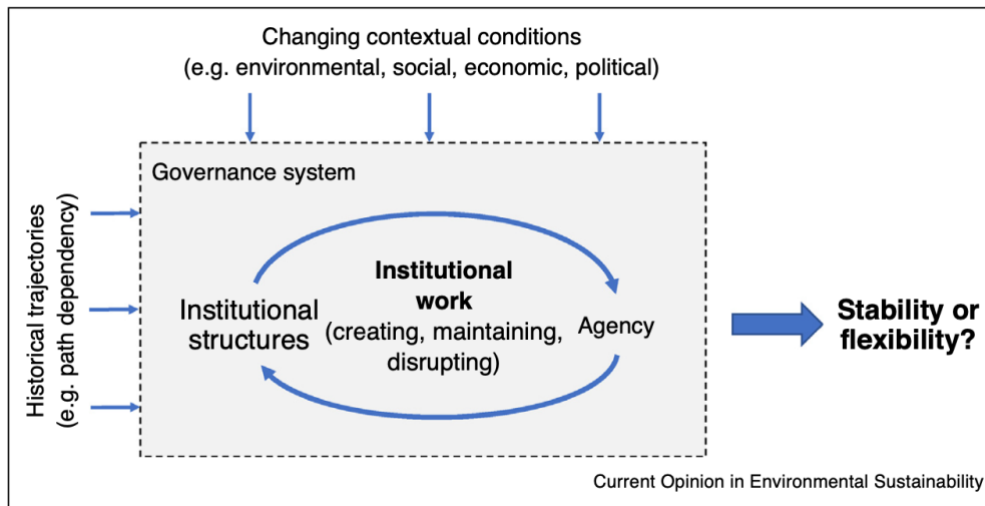 Changing contextual conditions
(e.g. environmental, social, economic, political)
Governance system
Historical trajectories
(e.g. path dependency)
Institutional
structures
Institutional
work
(creating, maintaining,
disrupting)
Agency
Stability or
flexibility?
Current Opinion in Environmental Sustainability